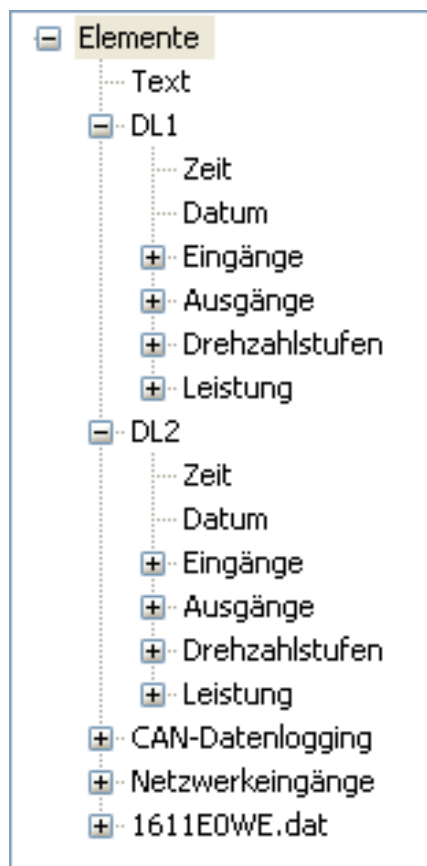 Elemente
Text
DL1
Zeit
Datum
Eingänge
Ausgänge
Drehzahlstufen
Leistung
DL2
Zeit
Datum
Eingänge
Ausgänge
Drehzahlstufen
Leistung
CAN-Datenlogging
Netzwerkeingänge
1611E0WE.dat